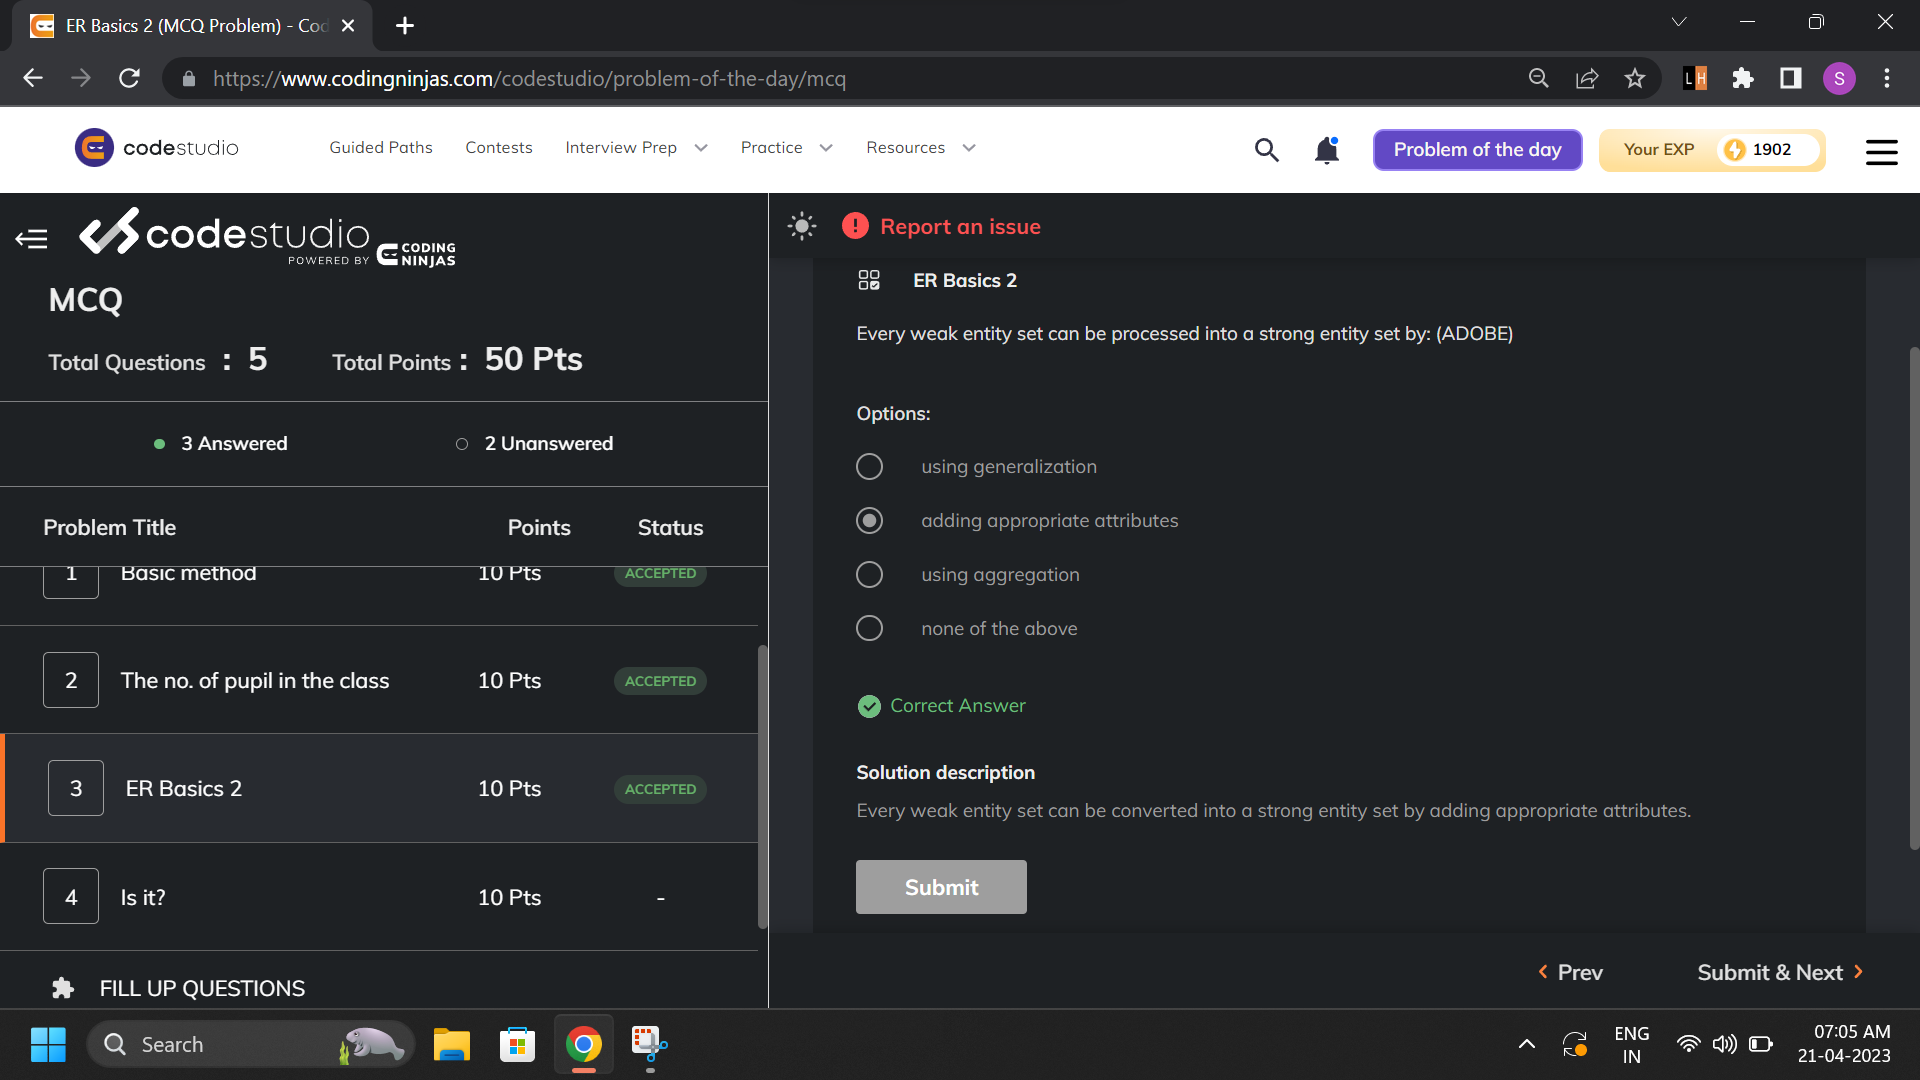 ER Basics 2 (MCQ Problem) - Cod
https://www.codingninjas.com/codestudio/problem-of-the-day/mcq
LH
S
codestudio
Guided Paths
Contests
Interview Prep
Practice
Resources
Problem of the day
Your EXP
1902
codestudio
POWERED BY
CODING
NINJAS
MCQ
Total Questions : 5
Total Points : 50 Pts
3 Answered
2 Unanswered
Problem Title
Points
Status
1
Basic method
10 Pts
ACCEPTED
2
The no. of pupil in the class
10 Pts
ACCEPTED
3
ER Basics 2
10 Pts
ACCEPTED
4
Is it?
10 Pts
-
FILL UP QUESTIONS
Report an issue
ER Basics 2
Every weak entity set can be processed into a strong entity set by: (ADOBE)
Options:
using generalization
adding appropriate attributes
using aggregation
none of the above
Correct Answer
Solution description
Every weak entity set can be converted into a strong entity set by adding appropriate attributes.
Submit
Prev
Submit & Next
Search
ENG
IN
07:05 AM
21-04-2023